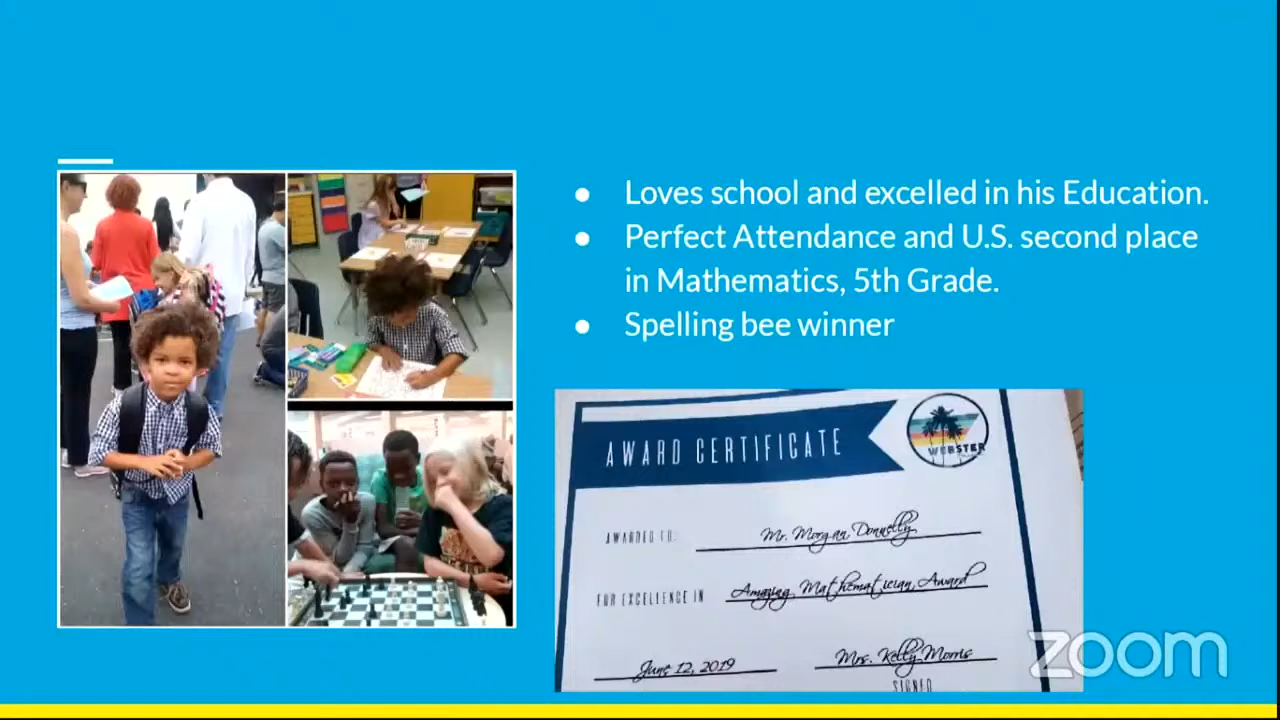 ● Loves school and excelled in his Education.
● Perfect Attendance and U.S. second place
in Mathematics, 5th Grade.
● Spelling bee winner
AWARD CERTIFICATE
WEBSTER
AWARDED TO: Mr. Morgan Donnelly
FOR EXCELLENCE IN Amazing Mathematician Award
June 12, 2019
Mrs. Kelly Morris
SIGNED
zoom